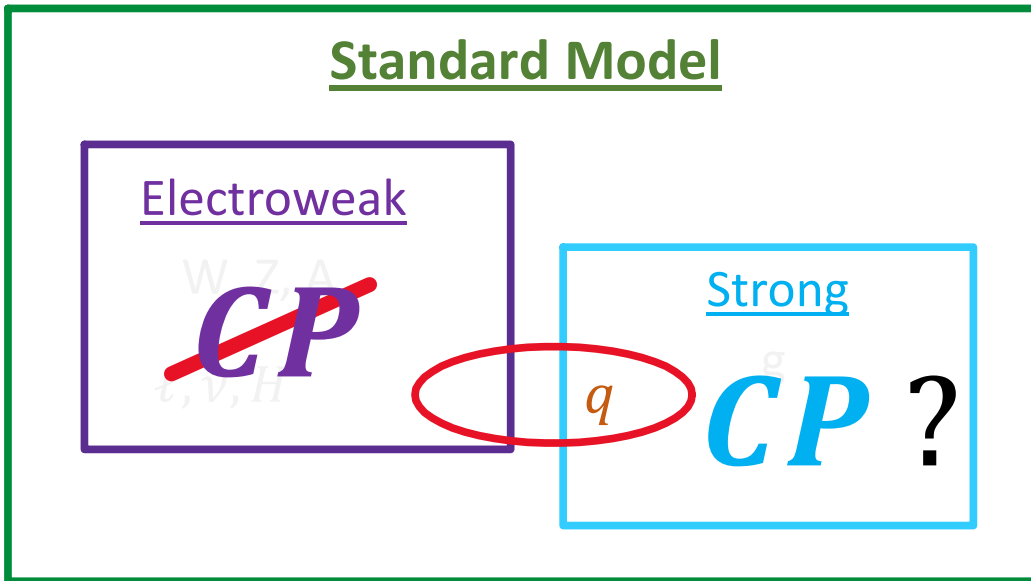 Standard Model
Electroweak
W, Z, A
CP
ℓ, ν, H
Strong
g
q
CP ?